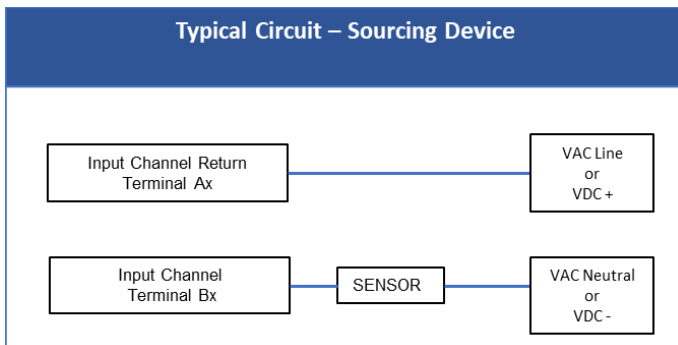 Typical Circuit – Sourcing Device
Input Channel Return
Terminal Ax
VAC Line
or
VDC +
Input Channel
Terminal Bx
SENSOR
VAC Neutral
or
VDC -